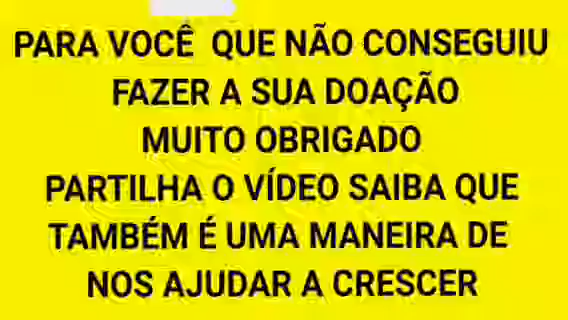 PARA VOCÊ QUE NÃO CONSEGUIU
FAZER A SUA DOAÇÃO
MUITO OBRIGADO
PARTILHA O VÍDEO SAIBA QUE
TAMBÉM É UMA MANEIRA DE
NOS AJUDAR A CRESCER